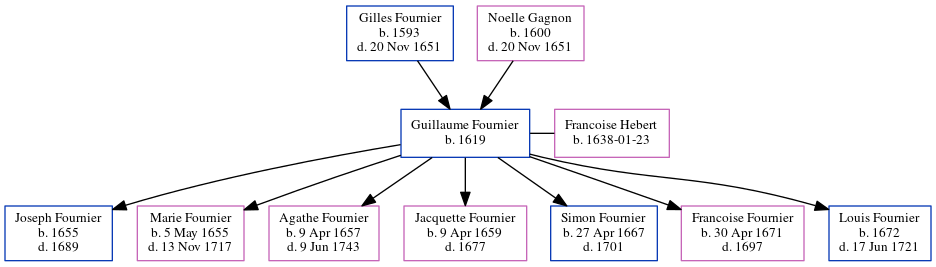 Gilles Fournier
b. 1593
d. 20 Nov 1651
Noelle Gagnon
b. 1600
d. 20 Nov 1651
Guillaume Fournier
b. 1619
Francoise Hebert
b. 1638-01-23
Joseph Fournier
b. 1655
d. 1689
Marie Fournier
b. 5 May 1655
d. 13 Nov 1717
Agathe Fournier
b. 9 Apr 1657
d. 9 Jun 1743
Jacquette Fournier
b. 9 Apr 1659
d. 1677
Simon Fournier
b. 27 Apr 1667
d. 1701
Francoise Fournier
b. 30 Apr 1671
d. 1697
Louis Fournier
b. 1672
d. 17 Jun 1721